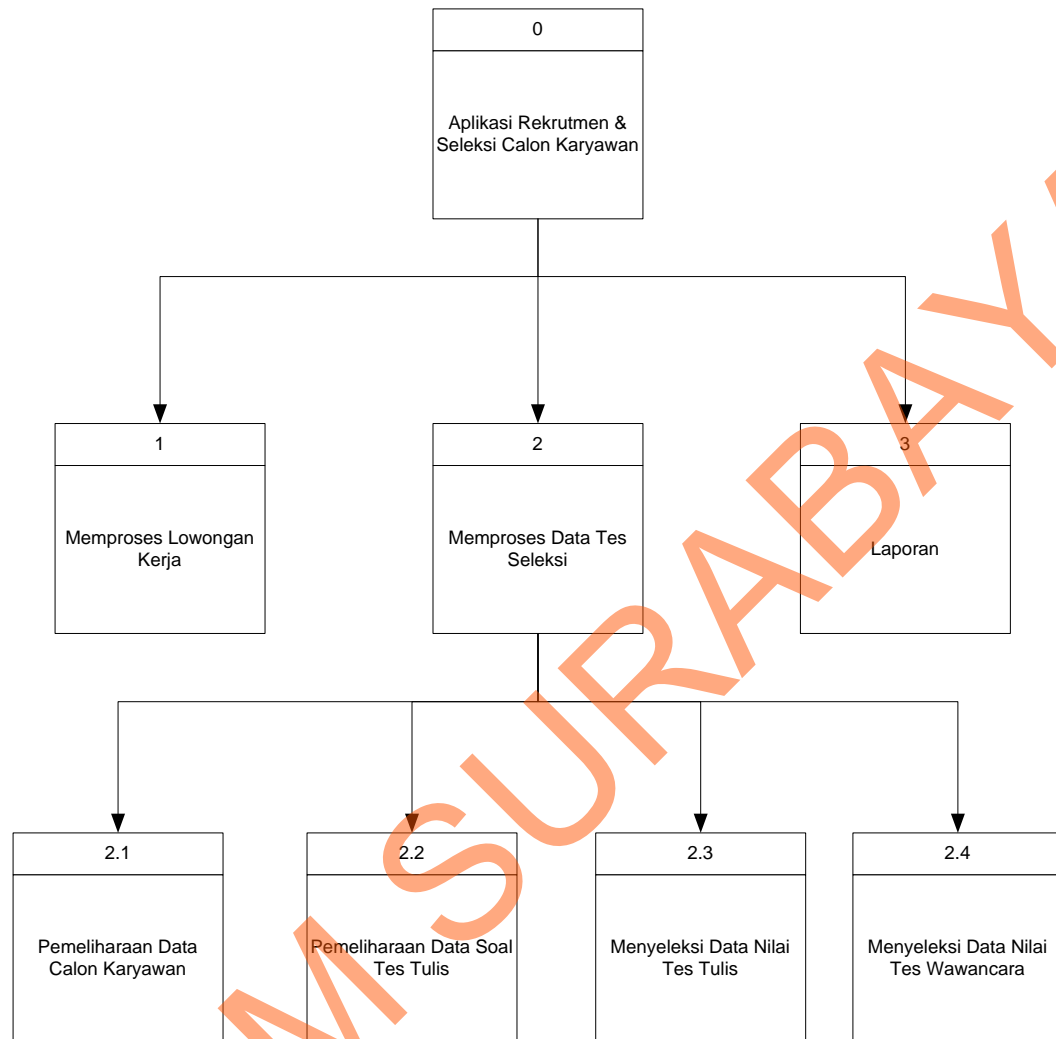 0
Aplikasi Rekrutmen &
Seleksi Calon Karyawan
1
Memproses Lowongan
Kerja
2
Memproses Data Tes
Seleksi
3
Laporan
2.1
Pemeliharaan Data
Calon Karyawan
2.2
Pemeliharaan Data Soal
Tes Tulis
2.3
Menyeleksi Data Nilai
Tes Tulis
2.4
Menyeleksi Data Nilai
Tes Wawancara
M SURABAYA